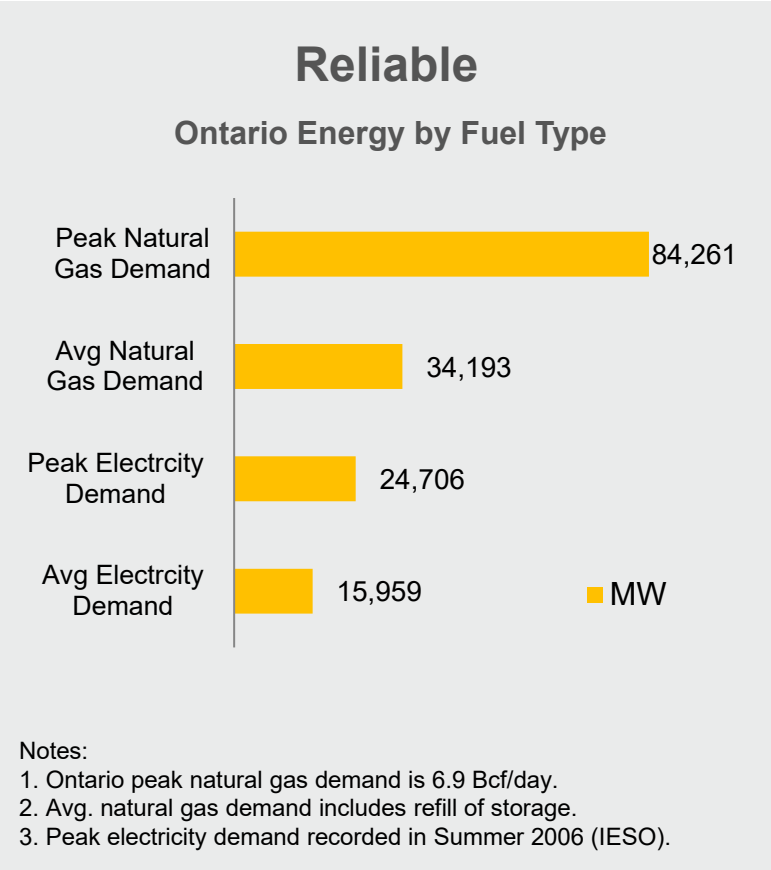 Reliable
Ontario Energy by Fuel Type
Peak Natural
Gas Demand
84,261
Avg Natural
Gas Demand
34,193
Peak Electrcity
Demand
24,706
Avg Electrcity
Demand
15,959
MW
Notes:
1. Ontario peak natural gas demand is 6.9 Bcf/day.
2. Avg. natural gas demand includes refill of storage.
3. Peak electricity demand recorded in Summer 2006 (IESO).